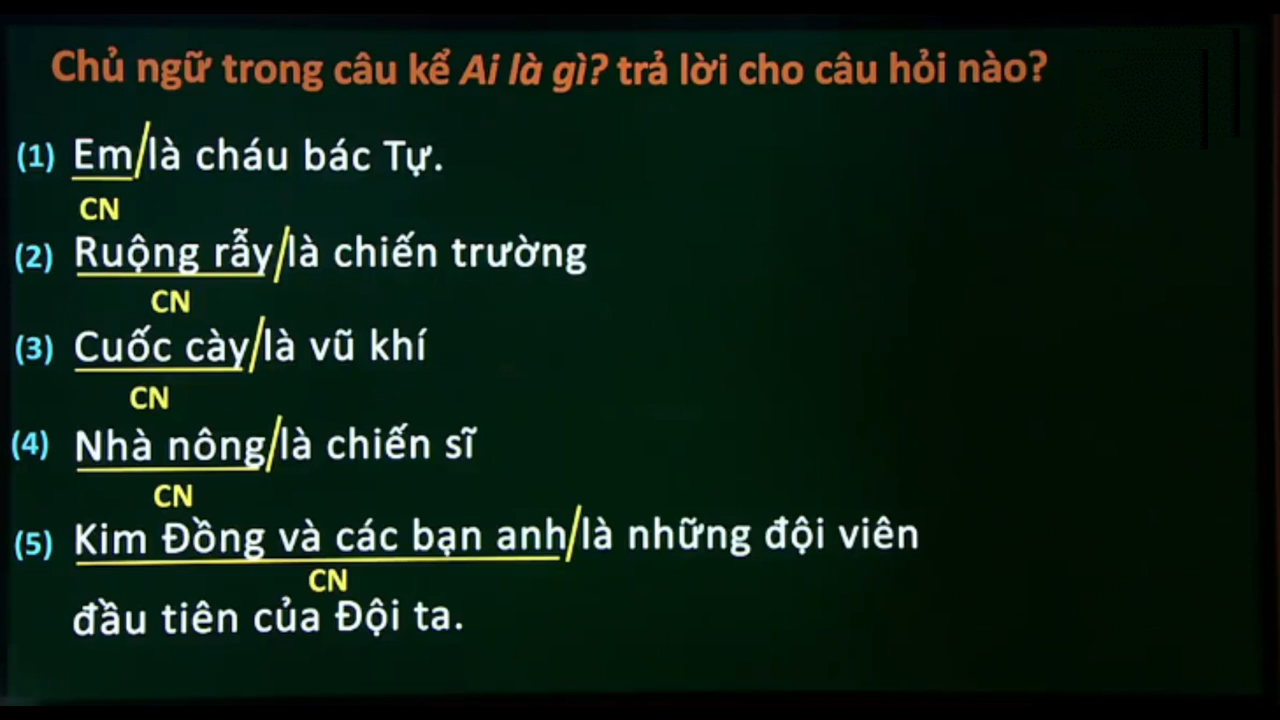 Chủ ngữ trong câu kể Ai là gì? trả lời cho câu hỏi nào?
(1) Em/là cháu bác Tự.
CN
(2) Ruộng rẫy/là chiến trường
CN
(3) Cuốc cày/là vũ khí
CN
(4) Nhà nông/là chiến sĩ
CN
(5) Kim Đồng và các bạn anh/là những đội viên
CN
đầu tiên của Đội ta.